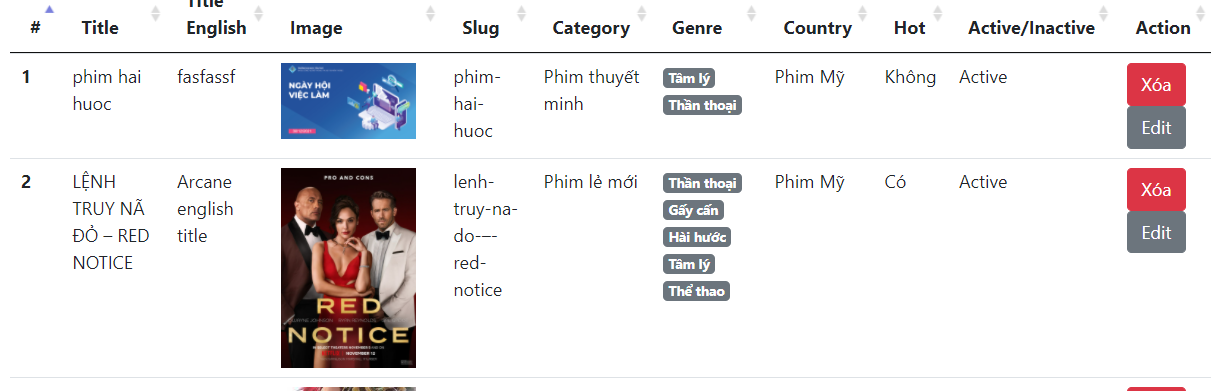 Title
# Title English Image Slug Category Genre Country Hot Active/Inactive Action
1 phim hai fasfassf phim- Phim thuyết Tâm lý Phim Mỹ Không Active Xóa
huoc NGÀY HỘI hai- minh Thần thoại
VIỆC LÀM huoc Edit
2 LỆNH Arcane PRO AND CONS lenh- Phim lẻ mới Thần thoại Phim Mỹ Có Active Xóa
TRUY NÃ english truy-na- Gấy cấn
ĐỎ – RED title do-–- Hài hước Edit
NOTICE red- Tâm lý
notice Thể thao
RED
NOTICE
NOVEMBER 12